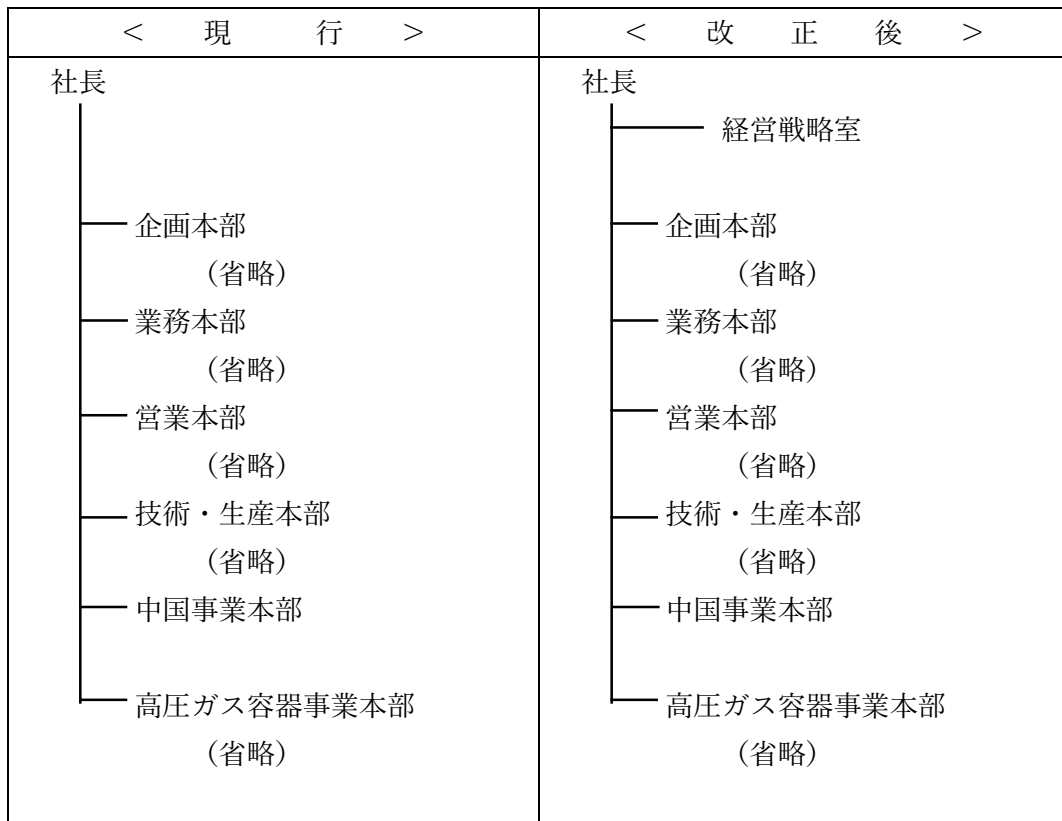 ＜　現　行　＞
社長
企画本部
（省略）
業務本部
（省略）
営業本部
（省略）
技術・生産本部
（省略）
中国事業本部
高圧ガス容器事業本部
（省略）
＜　改　正　後　＞
社長
経営戦略室
企画本部
（省略）
業務本部
（省略）
営業本部
（省略）
技術・生産本部
（省略）
中国事業本部
高圧ガス容器事業本部
（省略）